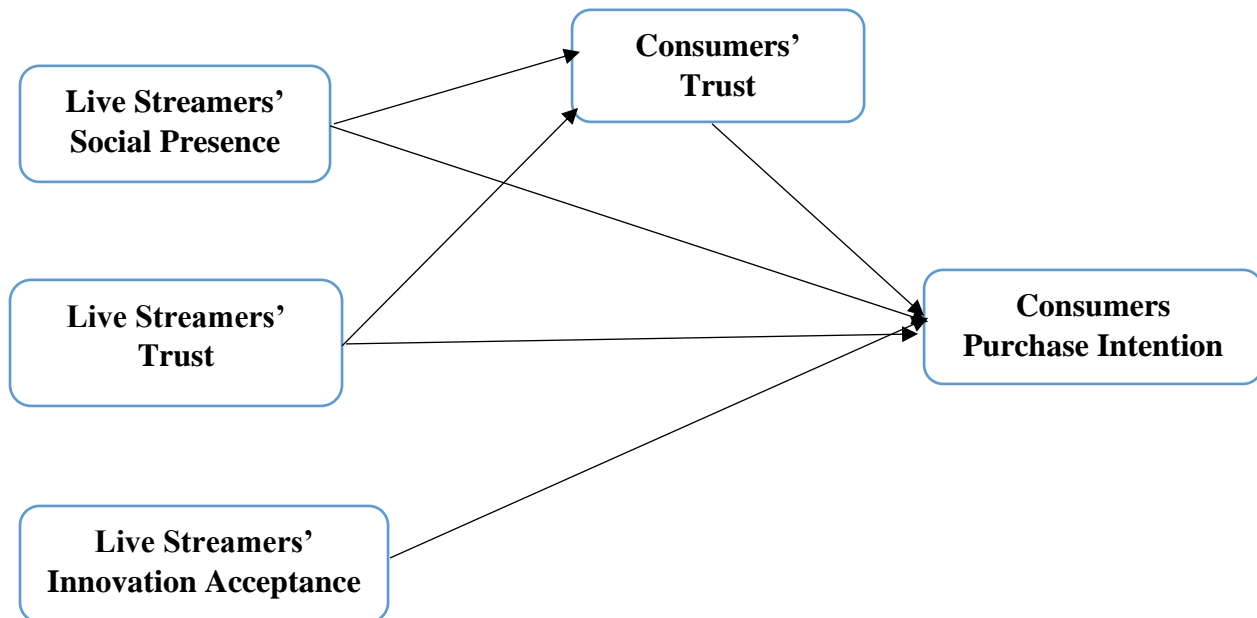 Consumers’
Trust
Live Streamers’
Social Presence
Live Streamers’
Trust
Consumers
Purchase Intention
Live Streamers’
Innovation Acceptance